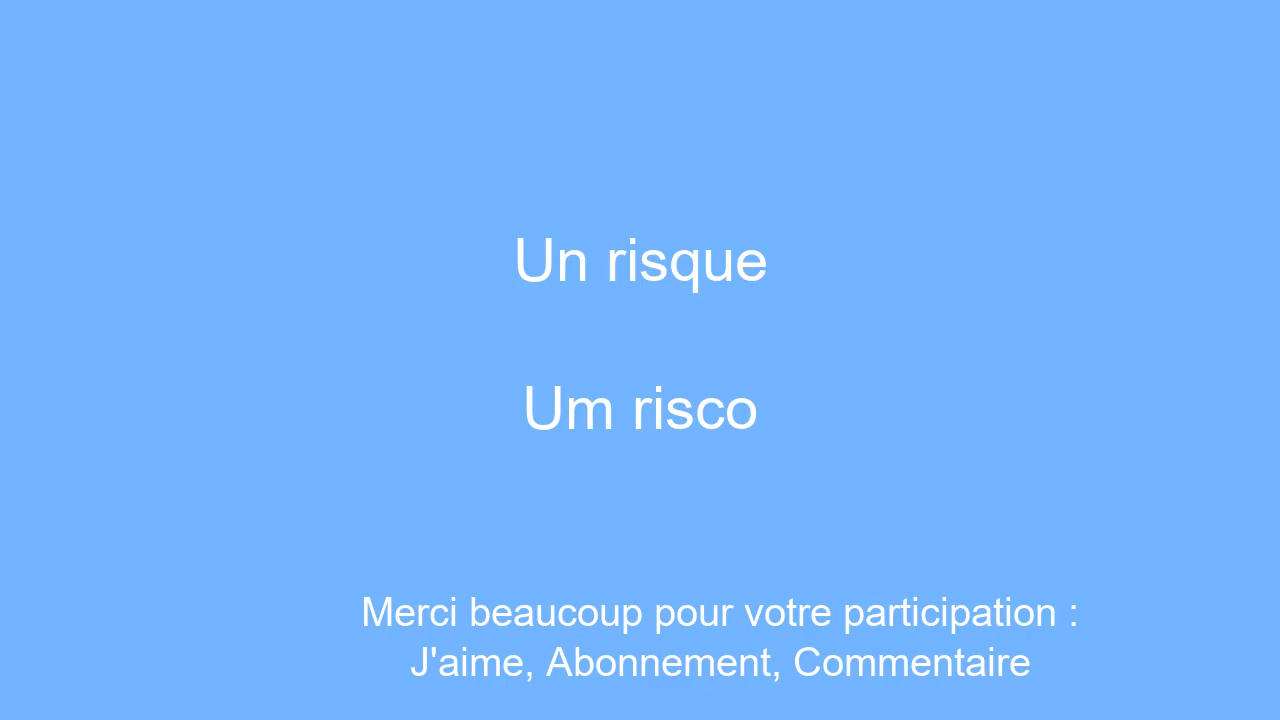 Un risque
Um risco
Merci beaucoup pour votre participation :
J'aime, Abonnement, Commentaire